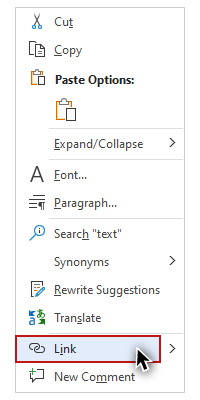 Cut
Copy
Paste Options:
Expand/Collapse
Font...
Paragraph...
Search "text"
Synonyms
Rewrite Suggestions
Translate
Link
New Comment